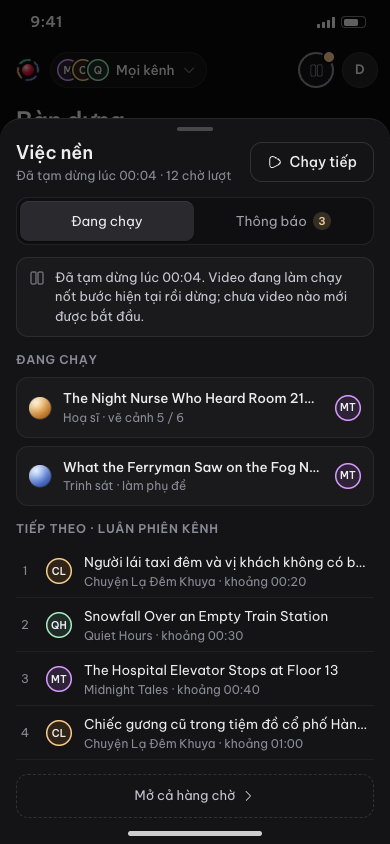 9:41
M C Q Mọi kênh
D
Việc nền
Đã tạm dừng lúc 00:04 · 12 chờ lượt
Chạy tiếp
Đang chạy
Thông báo 3
Đã tạm dừng lúc 00:04. Video đang làm chạy
nốt bước hiện tại rồi dừng; chưa video nào mới
được bắt đầu.
ĐANG CHẠY
The Night Nurse Who Heard Room 21...
Hoạ sĩ · vẽ cảnh 5 / 6
MT
What the Ferryman Saw on the Fog N...
Trinh sát · làm phụ đề
MT
TIẾP THEO · LUÂN PHIÊN KÊNH
1 CL Người lái taxi đêm và vị khách không có b...
Chuyện Lạ Đêm Khuya · khoảng 00:20
2 QH Snowfall Over an Empty Train Station
Quiet Hours · khoảng 00:30
3 MT The Hospital Elevator Stops at Floor 13
Midnight Tales · khoảng 00:40
4 CL Chiếc gương cũ trong tiệm đồ cổ phố Hàn...
Chuyện Lạ Đêm Khuya · khoảng 01:00
Mở cả hàng chờ